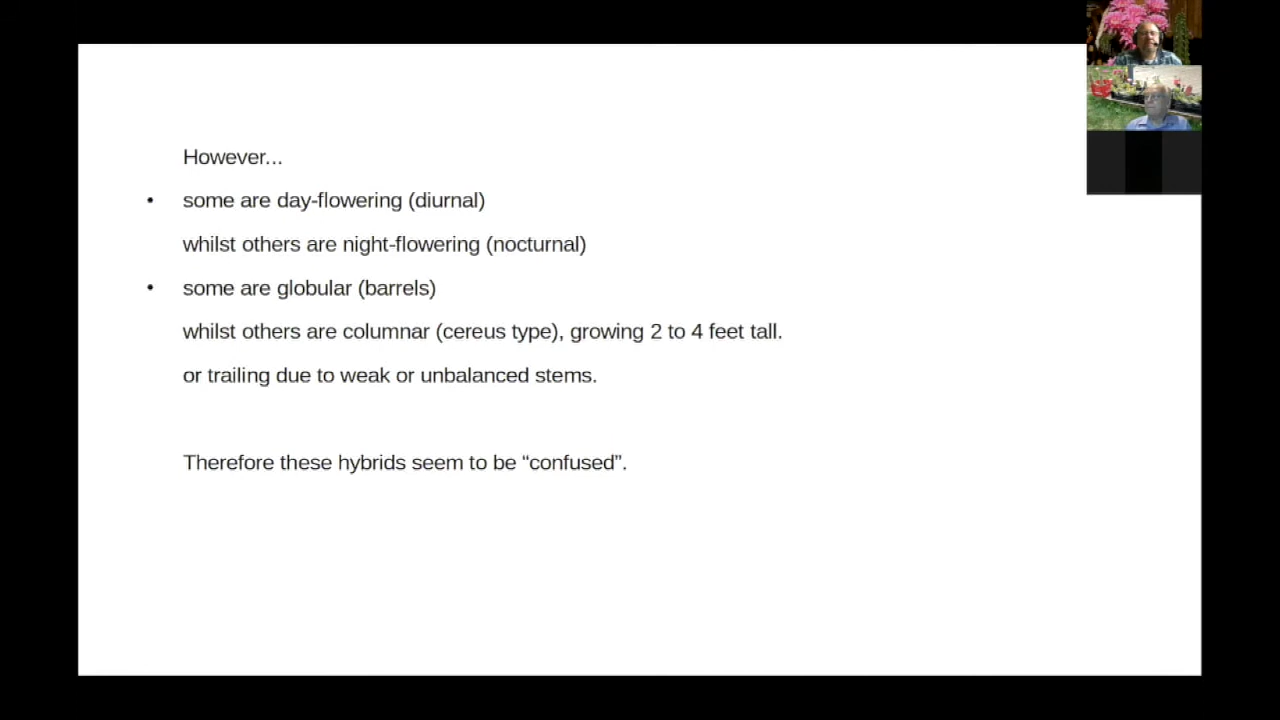 However...
• some are day-flowering (diurnal)
whilst others are night-flowering (nocturnal)
• some are globular (barrels)
whilst others are columnar (cereus type), growing 2 to 4 feet tall.
or trailing due to weak or unbalanced stems.
Therefore these hybrids seem to be “confused”.